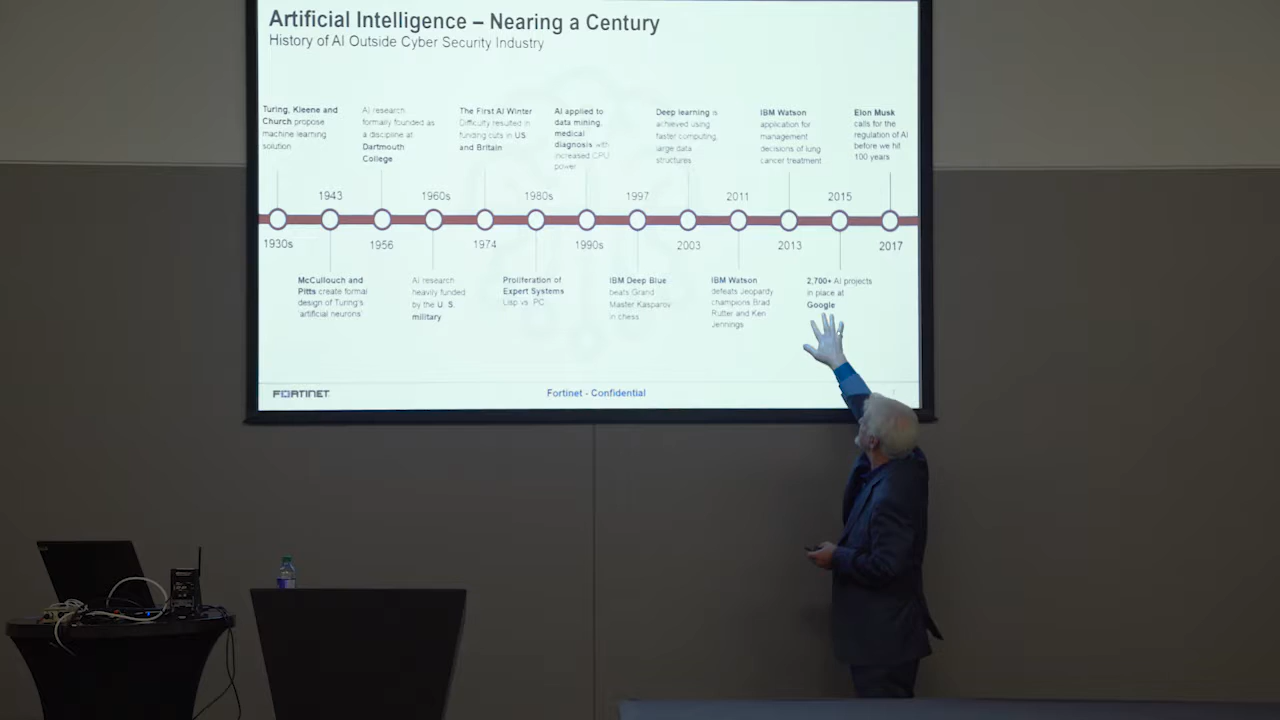 Artificial Intelligence – Nearing a Century
History of AI Outside Cyber Security Industry
Turing, Kleene and
Church propose
machine learning
solution
AI research
formally founded as
a discipline at
Dartmouth
College
The First AI Winter
Difficulty resulted in
funding cuts in US
and Britain
AI applied to
data mining,
medical
diagnosis with
increased CPU
power
Deep learning is
achieved using
faster computing,
large data
structures
IBM Watson
application for
management
decisions of lung
cancer treatment
Elon Musk
calls for the
regulation of AI
before we hit
100 years
1943
1960s
1980s
1997
2011
2015
1930s
1956
1974
1990s
2003
2013
2017
McCullouch and
Pitts create formal
design of Turing's
'artificial neurons'
AI research
heavily funded
by the U. S.
military
Proliferation of
Expert Systems
Lisp vs. PC
IBM Deep Blue
beats Grand
Master Kasparov
in chess
IBM Watson
defeats Jeopardy
champions Brad
Rutter and Ken
Jennings
2,700+ AI projects
in place at
Google
FORTINET
Fortinet - Confidential